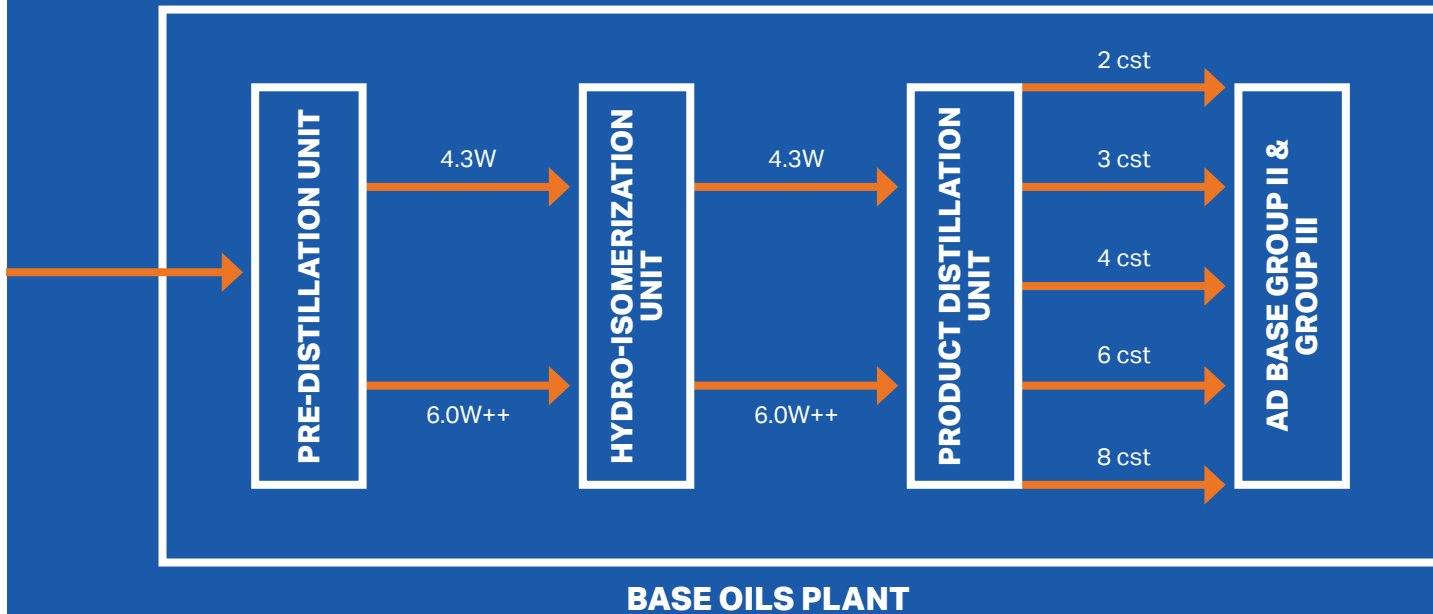 PRE-DISTILLATION UNIT
4.3W
6.0W++
HYDRO-ISOMERIZATION
UNIT
4.3W
6.0W++
PRODUCT DISTILLATION
UNIT
2 cst
3 cst
4 cst
6 cst
8 cst
AD BASE GROUP II &
GROUP III
BASE OILS PLANT